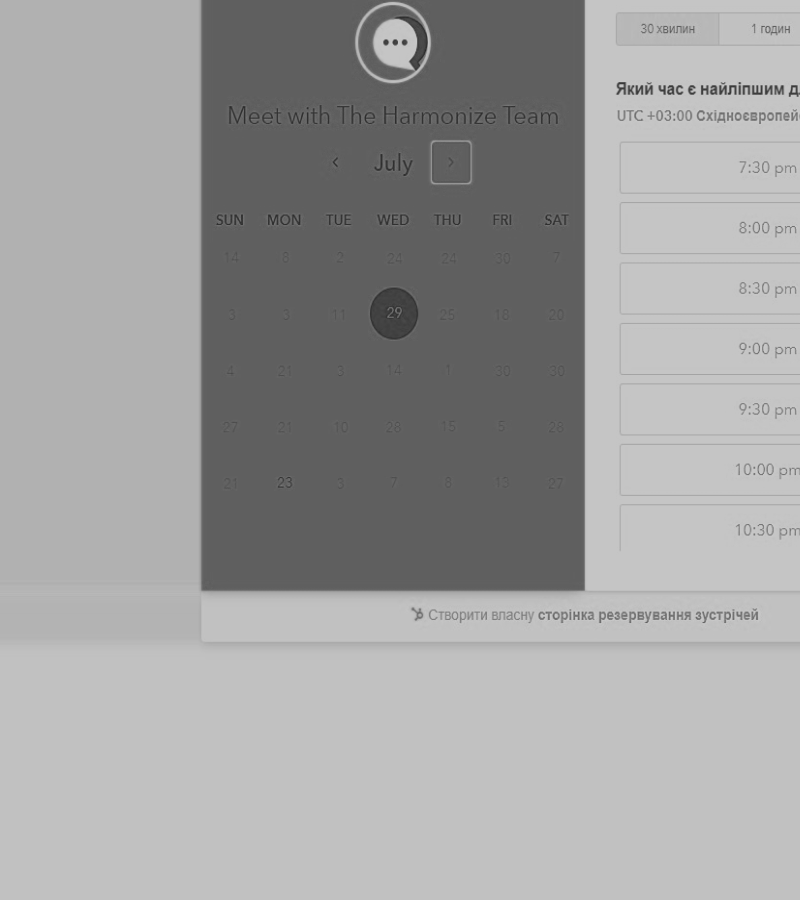 30 хвилин 1 годин
Meet with The Harmonize Team
Який час є найліпшим
UTC +03:00
‹ July ›
7:30 pm
8:00 pm
8:30 pm
9:00 pm
9:30 pm
10:00 pm
10:30 pm
SUN MON TUE WED THU FRI SAT
14 8 2 24 24 30 7
3 3 11 29 25 18 20
4 21 3 14 1 30 30
27 21 10 28 15 5 28
21 23 3 7 8 13 27
Створити власну сторінка резервування зустрічей